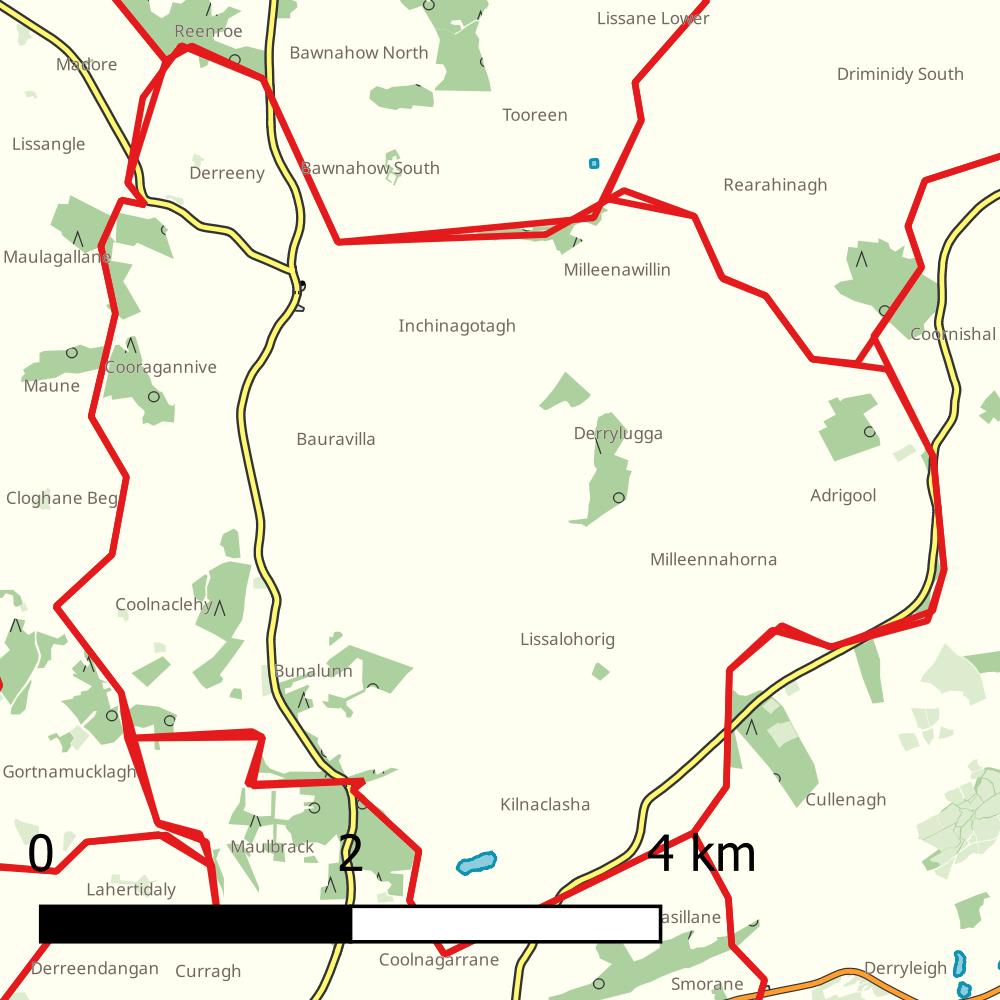 Lissane Lower
Reenroe
Bawnahow North
Madore
Driminidy South
Tooreen
Lissangle
Derreeny
Bawnahow South
Rearahinagh
Maulagallane
Milleenawillin
Inchinagotagh
Coornishal
Cooragannive
Maune
Derrylugga
Bauravilla
Cloghane Beg
Adrigool
Milleennahorna
Coolnaclehy
Lissalohorig
Bunalunn
Gortnamucklagh
Kilnaclasha
Cullenagh
Maulbrack
0 2 4 km
Lahertidaly
asillane
Coolnagarrane
Derreendangan
Curragh
Derryleigh
Smorane